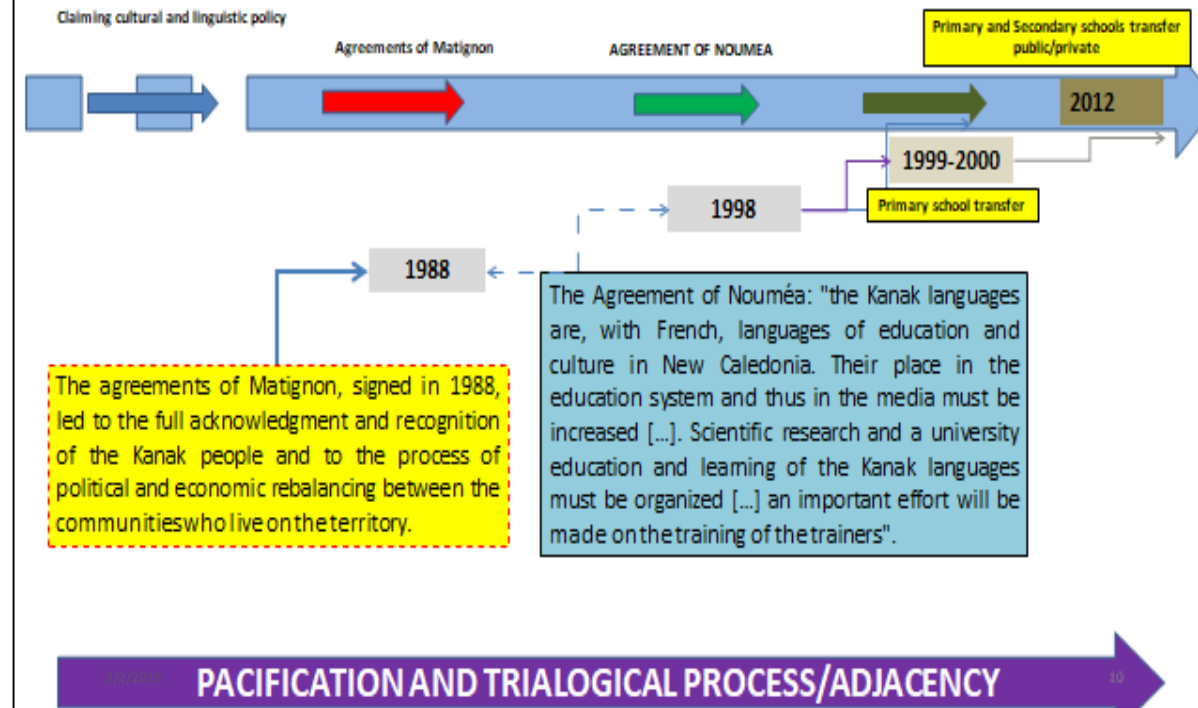 Claiming cultural and linguistic policy
Agreements of Matignon
AGREEMENT OF NOUMEA
Primary and Secondary schools transfer
public/private
2012
1999-2000
Primary school transfer
1998
1988
The agreements of Matignon, signed in 1988,
led to the full acknowledgment and recognition
of the Kanak people and to the process of
political and economic rebalancing between the
communities who live on the territory.
The Agreement of Nouméa: "the Kanak languages
are, with French, languages of education and
culture in New Caledonia. Their place in the
education system and thus in the media must be
increased [...]. Scientific research and a university
education and learning of the Kanak languages
must be organized [...] an important effort will be
made on the training of the trainers".
PACIFICATION AND TRIALOGICAL PROCESS/ADJACENCY
10